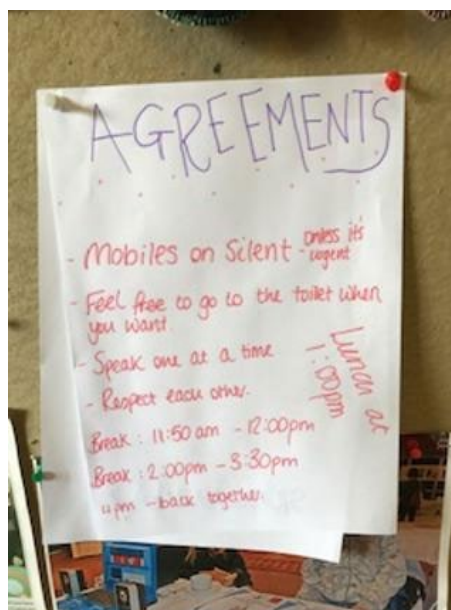 AGREEMENTS
- Mobiles on Silent - unless it's
urgent
- Feel free to go to the toilet when
you want
- Speak one at a time
- Respect each other.
Lunch at
1:00pm
Break : 11:50 am - 12:00pm
Break : 2:00pm - 3:30pm
4pm - back together.